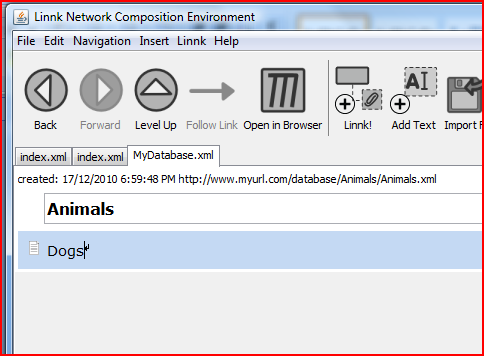 Linnk Network Composition Environment
File Edit Navigation Insert Linnk Help
Back Forward Level Up Follow Link Open in Browser Linnk! Add Text Import F
index.xml index.xml MyDatabase.xml
created: 17/12/2010 6:59:48 PM http://www.myurl.com/database/Animals/Animals.xml
Animals
Dogs